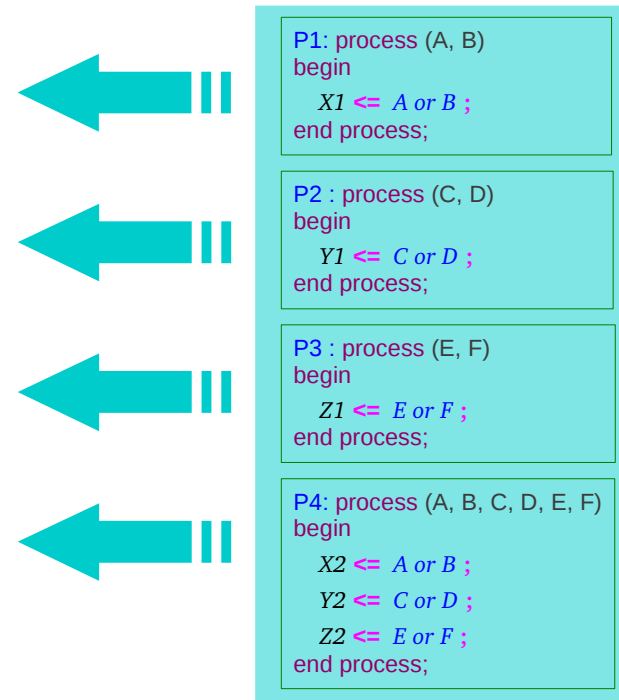 P1: process (A, B)
begin
X1 <= A or B ;
end process;
P2 : process (C, D)
begin
Y1 <= C or D ;
end process;
P3 : process (E, F)
begin
Z1 <= E or F ;
end process;
P4: process (A, B, C, D, E, F)
begin
X2 <= A or B ;
Y2 <= C or D ;
Z2 <= E or F ;
end process;